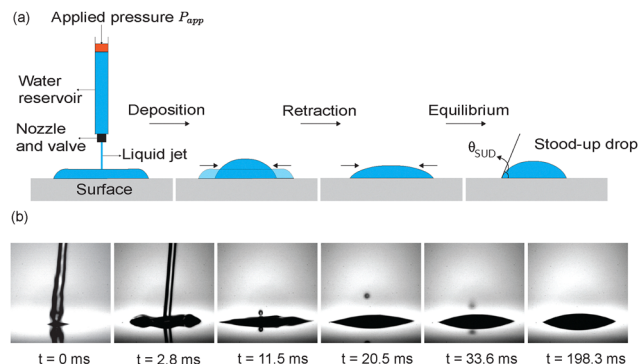 (a)
Applied pressure P_app
Water
reservoir
Nozzle
and valve
Liquid jet
Surface
Deposition
Retraction
Equilibrium
θ_SUD
Stood-up drop
(b)
t = 0 ms
t = 2.8 ms
t = 11.5 ms
t = 20.5 ms
t = 33.6 ms
t = 198.3 ms